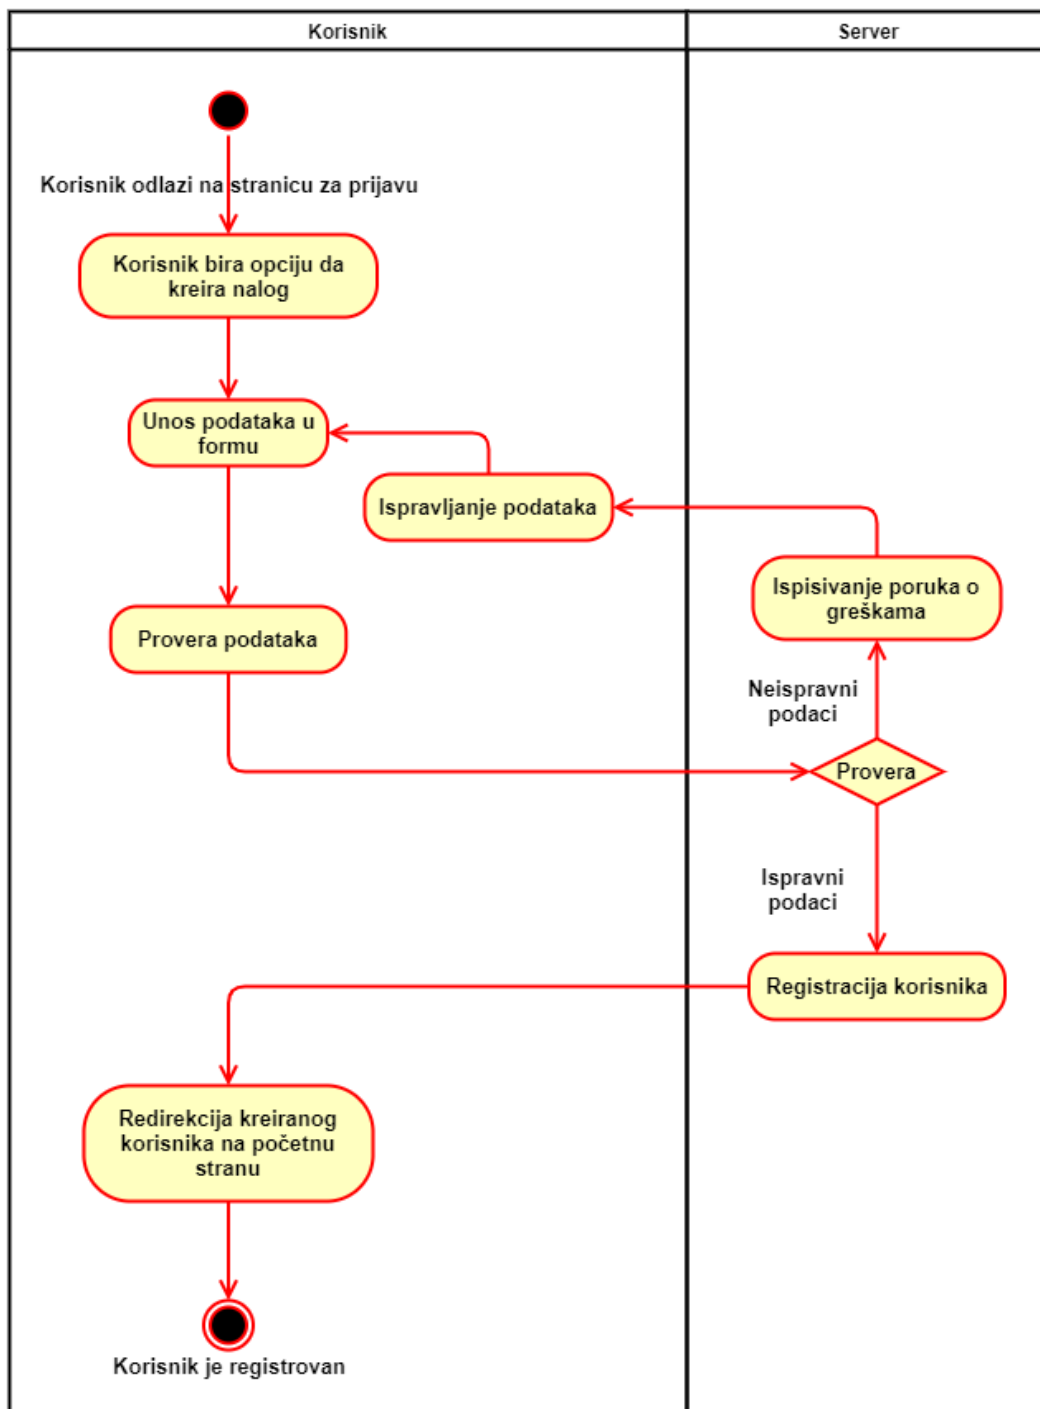 Korisnik
Server
Korisnik odlazi na stranicu za prijavu
Korisnik bira opciju da
kreira nalog
Unos podataka u
formu
Ispravljanje podataka
Ispisivanje poruka o
greškama
Provera podataka
Neispravni
podaci
Provera
Ispravni
podaci
Registracija korisnika
Redirekcija kreiranog
korisnika na početnu
stranu
Korisnik je registrovan